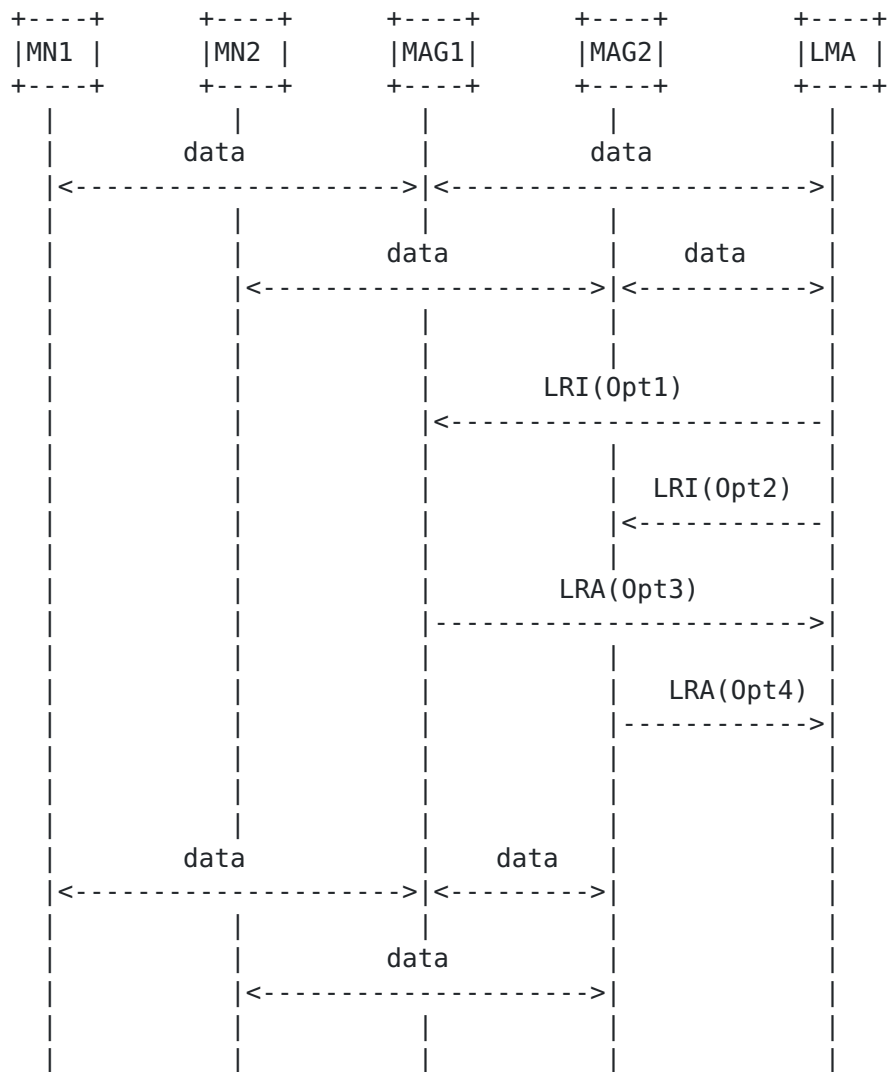 MN1 MN2 MAG1 MAG2 LMA
data data
data data
LRI(Opt1)
LRI(Opt2)
LRA(Opt3)
LRA(Opt4)
data data
data